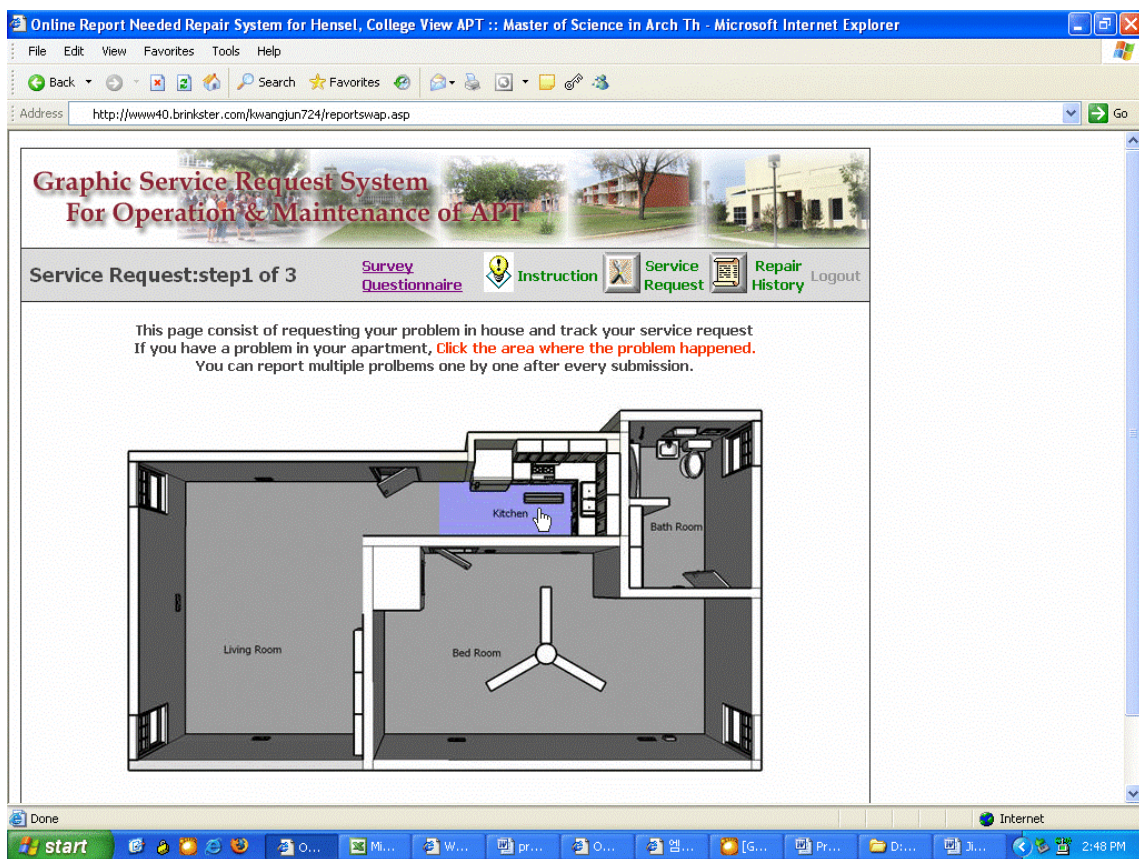 Online Report Needed Repair System for Hensel, College View APT :: Master of Science in Arch Th - Microsoft Internet Explorer
File Edit View Favorites Tools Help
Back Search Favorites
Address http://www40.brinkster.com/kwangjun724/reportswap.asp Go
Graphic Service Request System
For Operation & Maintenance of APT
Service Request:step1 of 3
Survey
Questionnaire
Instruction
Service
Request
Repair
History
Logout
This page consist of requesting your problem in house and track your service request
If you have a problem in your apartment, Click the area where the problem happened.
You can report multiple prolbems one by one after every submission.
Kitchen
Bath Room
Living Room
Bed Room
Done Internet
start O... Mi... W... pr... O... 엠... [G... Pr... D:... Ji... 2:48 PM